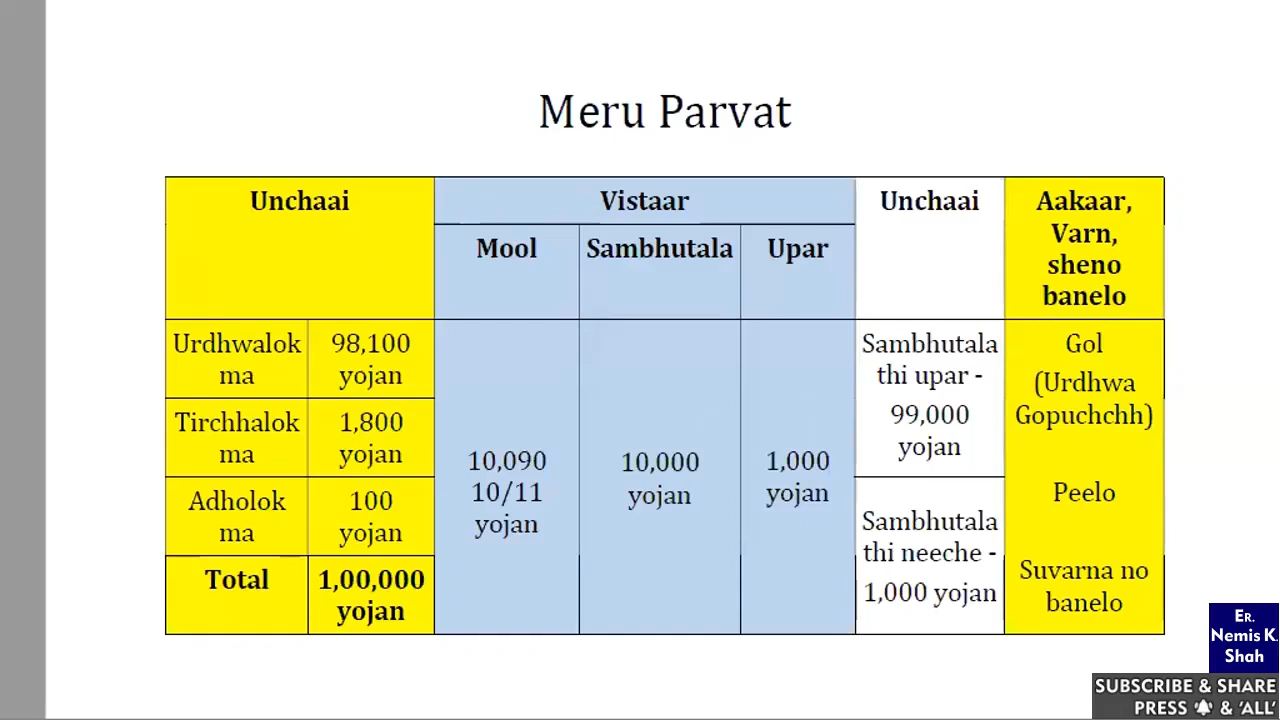 Meru Parvat
Unchaai
Vistaar
Unchaai
Aakaar,
Varn,
sheno
banelo
Mool
Sambhutala
Upar
Urdhwalok
ma
98,100
yojan
Tirchhalok
ma
1,800
yojan
Adholok
ma
100
yojan
Total
1,00,000
yojan
10,090
10/11
yojan
10,000
yojan
1,000
yojan
Sambhutala
thi upar -
99,000
yojan
Sambhutala
thi neeche -
1,000 yojan
Gol
(Urdhwa
Gopuchchh)
Peelo
Suvarna no
banelo
Er.
Nemis K.
Shah
SUBSCRIBE & SHARE
PRESS & 'ALL'